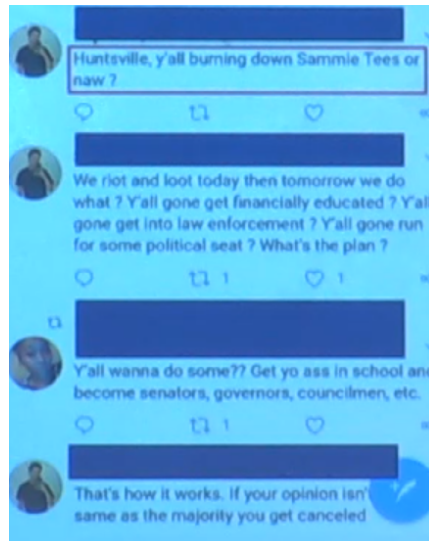 Huntsville, y'all burning down Sammie Tees or
naw ?
We riot and loot today then tomorrow we do
what ? Y'all gone get financially educated ? Y'all
gone get into law enforcement ? Y'all gone run
for some political seat ? What's the plan ?
1 1
Y'all wanna do some?? Get yo ass in school and
become senators, governors, councilmen, etc.
1
That's how it works. If your opinion isn'
same as the majority you get canceled